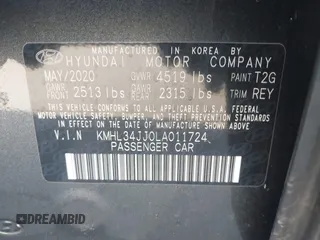 MANUFACTURED IN KOREA BY
HYUNDAI MOTOR COMPANY
MAY/2020 GVWR 4519 lbs PAINT T2G
GAWR FRONT 2513 lbs GAWR REAR 2315 lbs TRIM REY
THIS VEHICLE CONFORMS TO ALL APPLICABLE
U.S. FEDERAL MOTOR VEHICLE SAFETY, BUMPER,
AND THEFT PREVENTION STANDARDS IN EFFECT
ON THE DATE OF MANUFACTURE SHOWN ABOVE.
V.I.N KMHL34JJ0LA011724
PASSENGER CAR
DREAMBID